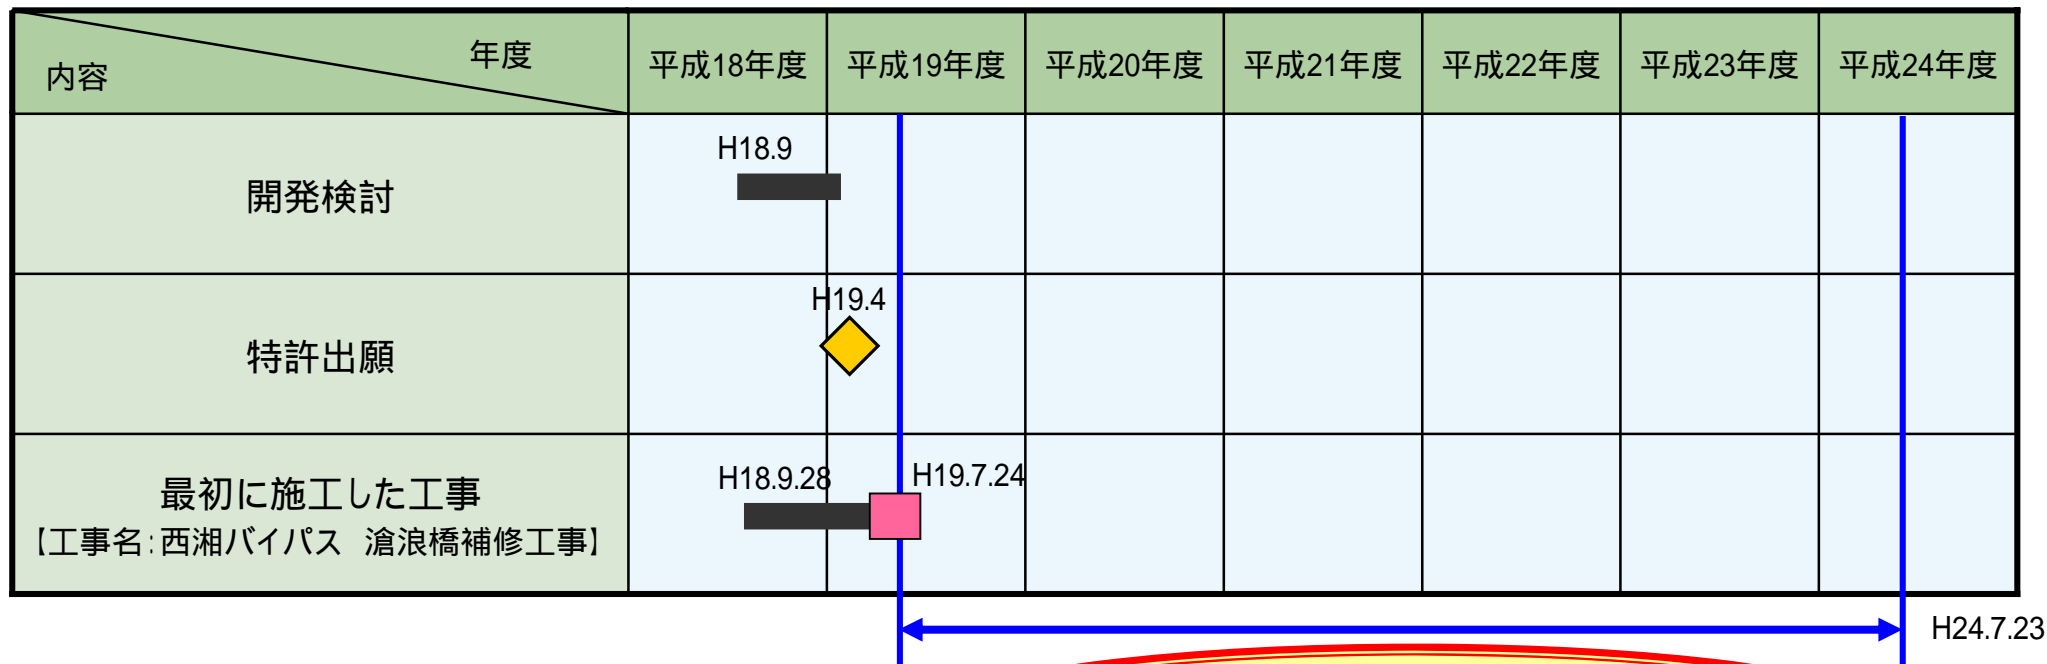 年度
内容
平成18年度
平成19年度
平成20年度
平成21年度
平成22年度
平成23年度
平成24年度
開発検討
H18.9
特許出願
H19.4
最初に施工した工事
【工事名:西湘バイパス　滄浪橋補修工事】
H18.9.28
H19.7.24
H24.7.23